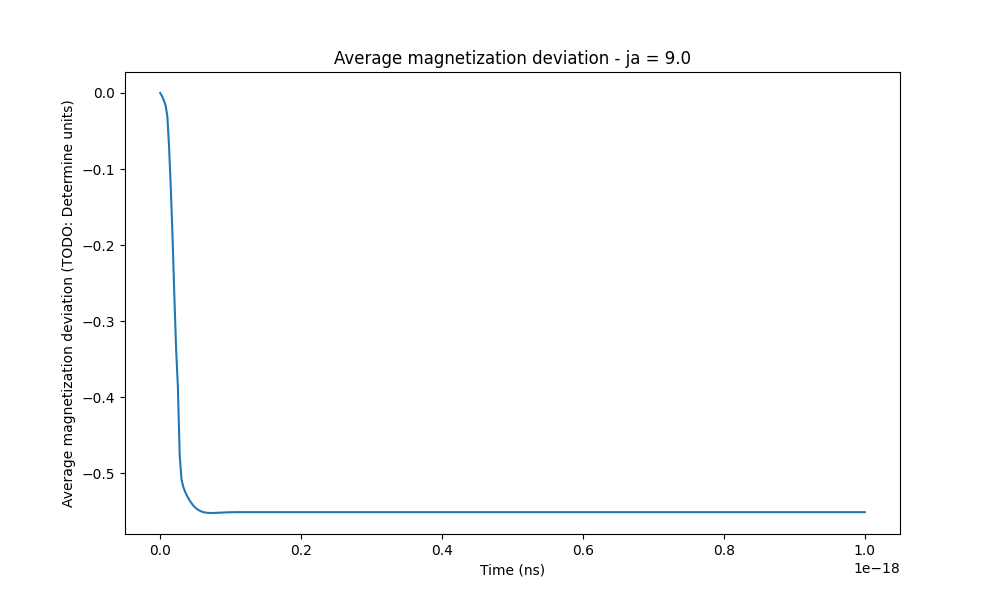 Average magnetization deviation - ja = 9.0
Average magnetization deviation (TODO: Determine units)
0.0
−0.1
−0.2
−0.3
−0.4
−0.5
0.0 0.2 0.4 0.6 0.8 1.0
1e−18
Time (ns)